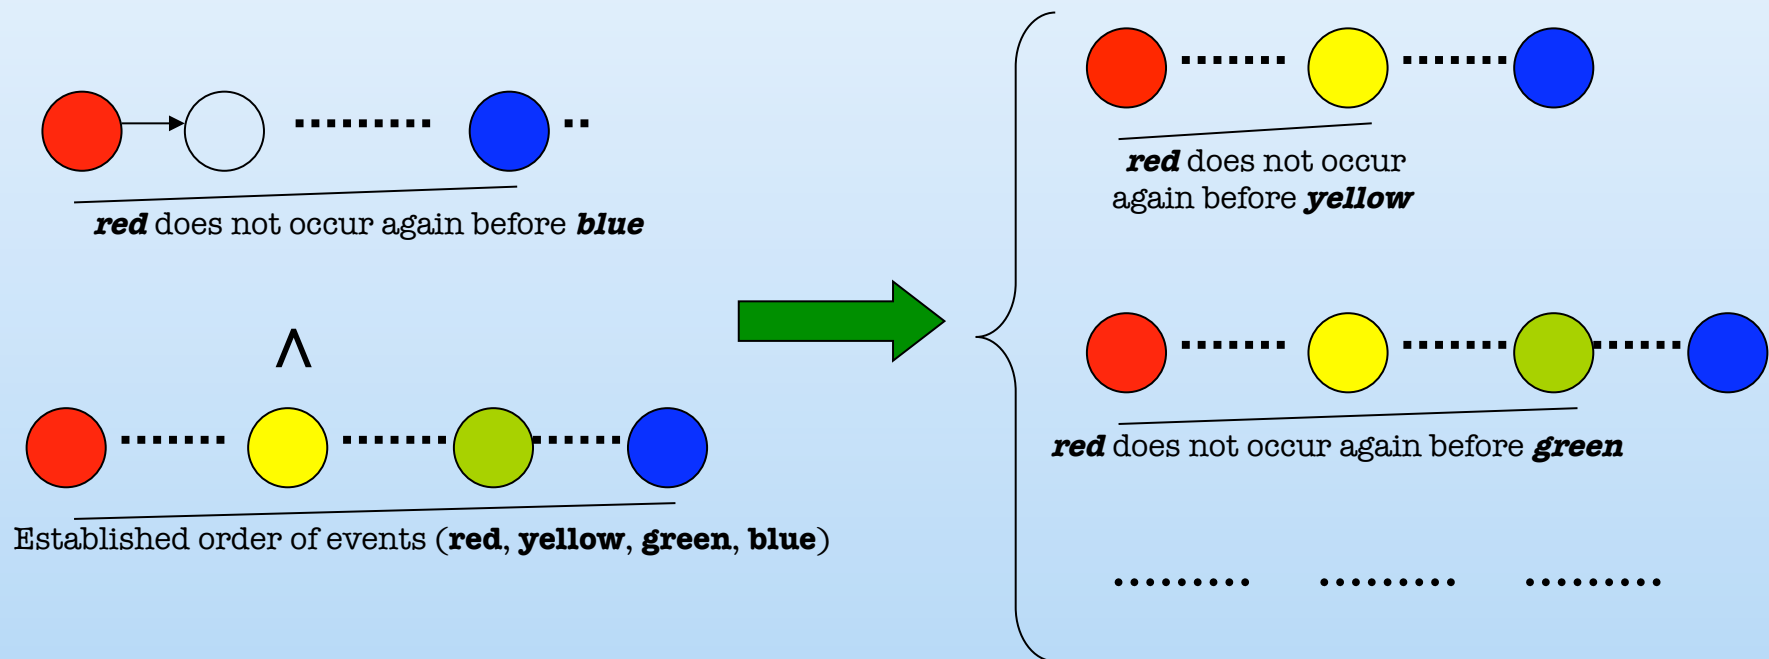 red does not occur again before blue
∧
Established order of events (red, yellow, green, blue)
red does not occur
again before yellow
red does not occur again before green